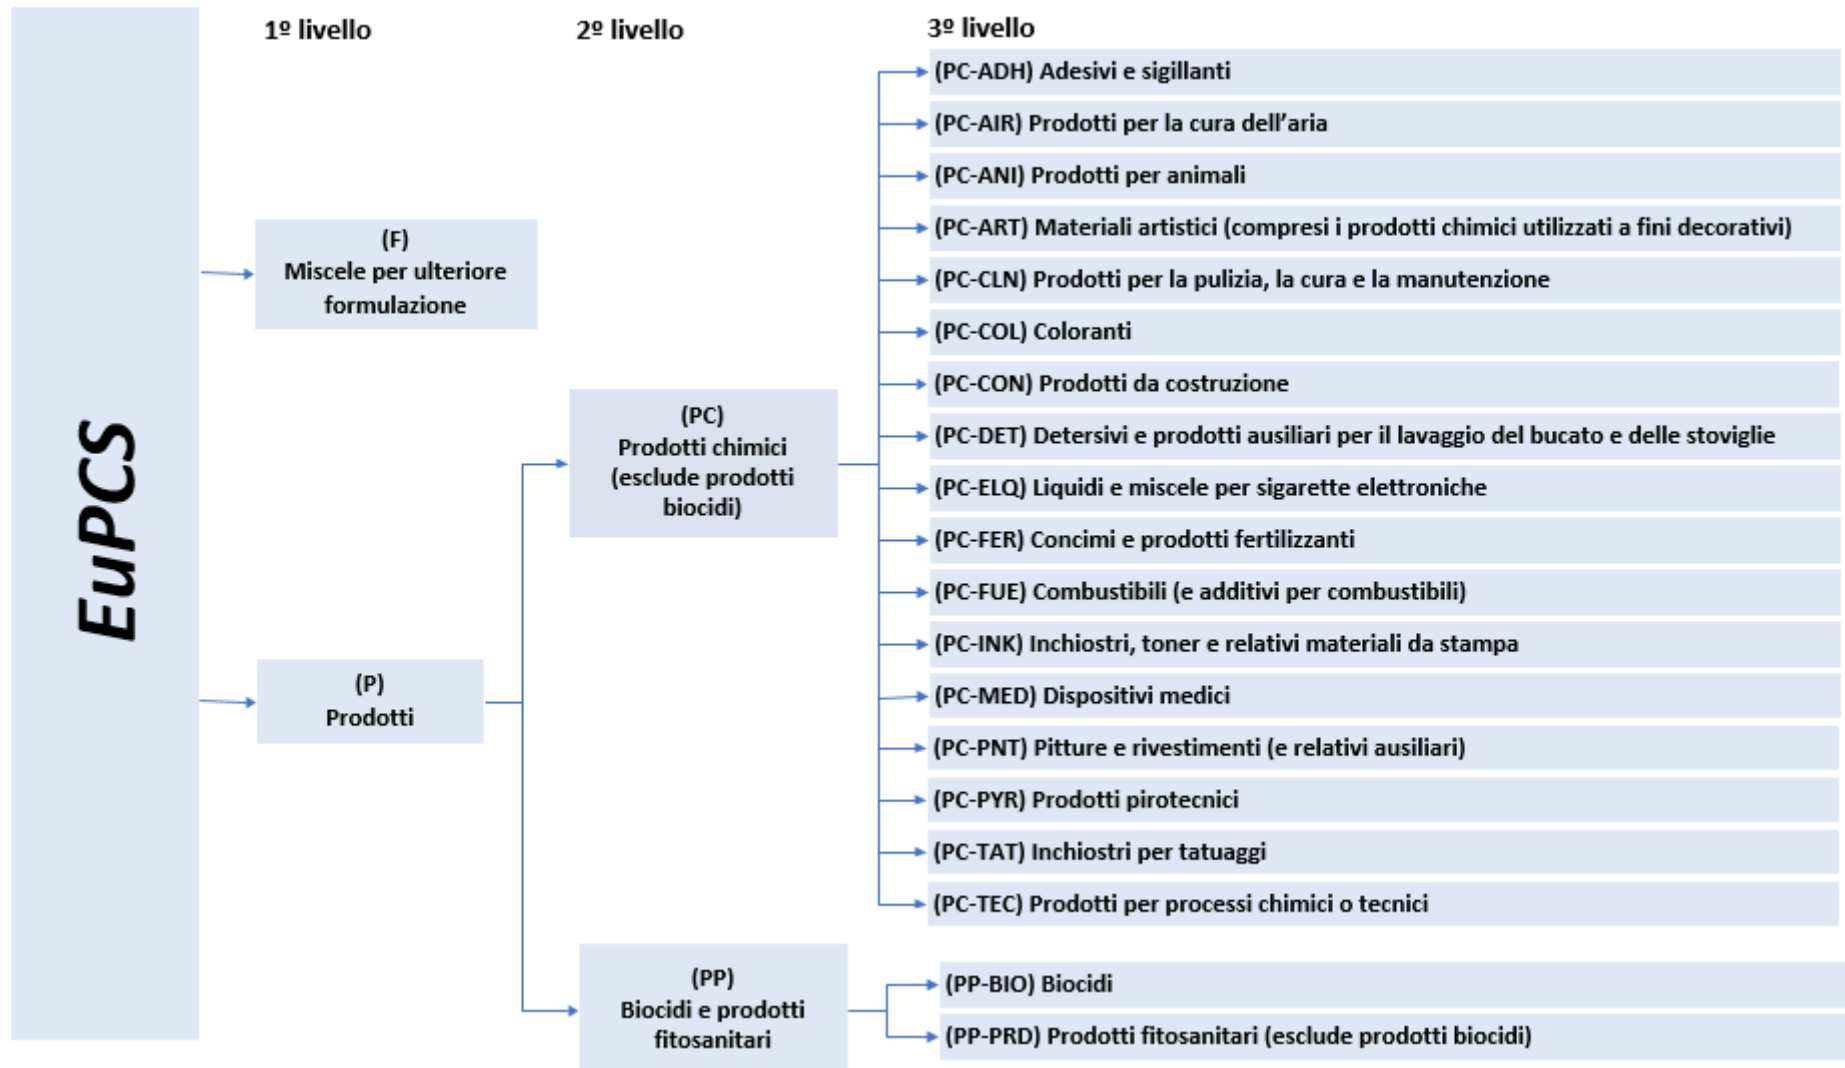 EuPCS
1º livello
2º livello
3º livello
(F)
Miscele per ulteriore
formulazione
(P)
Prodotti
(PC)
Prodotti chimici
(esclude prodotti
biocidi)
(PP)
Biocidi e prodotti
fitosanitari
(PC-ADH) Adesivi e sigillanti
(PC-AIR) Prodotti per la cura dell’aria
(PC-ANI) Prodotti per animali
(PC-ART) Materiali artistici (compresi i prodotti chimici utilizzati a fini decorativi)
(PC-CLN) Prodotti per la pulizia, la cura e la manutenzione
(PC-COL) Coloranti
(PC-CON) Prodotti da costruzione
(PC-DET) Detersivi e prodotti ausiliari per il lavaggio del bucato e delle stoviglie
(PC-ELQ) Liquidi e miscele per sigarette elettroniche
(PC-FER) Concimi e prodotti fertilizzanti
(PC-FUE) Combustibili (e additivi per combustibili)
(PC-INK) Inchiostri, toner e relativi materiali da stampa
(PC-MED) Dispositivi medici
(PC-PNT) Pitture e rivestimenti (e relativi ausiliari)
(PC-PYR) Prodotti pirotecnici
(PC-TAT) Inchiostri per tatuaggi
(PC-TEC) Prodotti per processi chimici o tecnici
(PP-BIO) Biocidi
(PP-PRD) Prodotti fitosanitari (esclude prodotti biocidi)